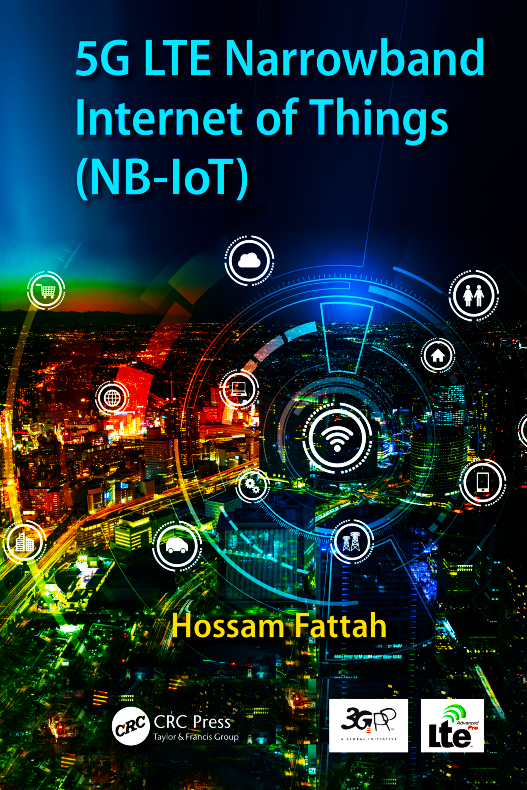 5G LTE Narrowband
Internet of Things
(NB-IoT)
Hossam Fattah
CRC
CRC Press
Taylor & Francis Group
3GPP
A GLOBAL INITIATIVE
Advanced
Pro
Lte